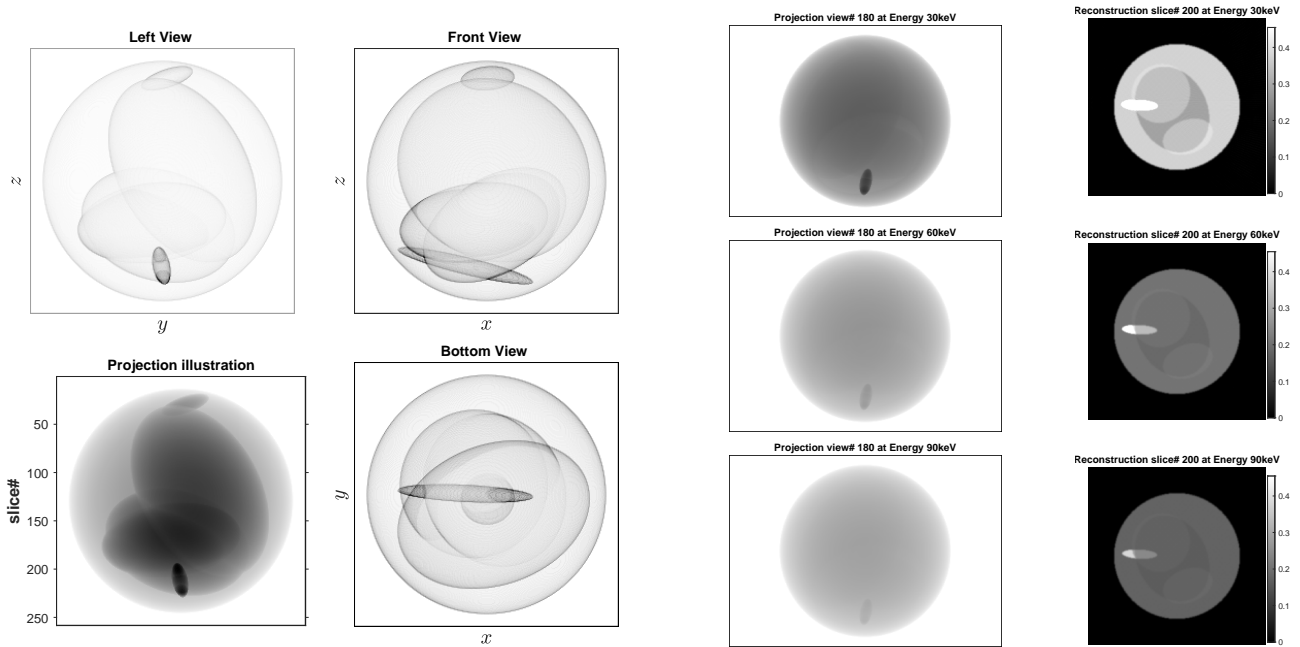 Left View
z
y
Front View
z
x
Projection illustration
slice#
50
100
150
200
250
Bottom View
y
x
Projection view# 180 at Energy 30keV
Projection view# 180 at Energy 60keV
Projection view# 180 at Energy 90keV
Reconstruction slice# 200 at Energy 30keV
0.4
0.3
0.2
0.1
0
Reconstruction slice# 200 at Energy 60keV
0.4
0.3
0.2
0.1
0
Reconstruction slice# 200 at Energy 90keV
0.4
0.3
0.2
0.1
0